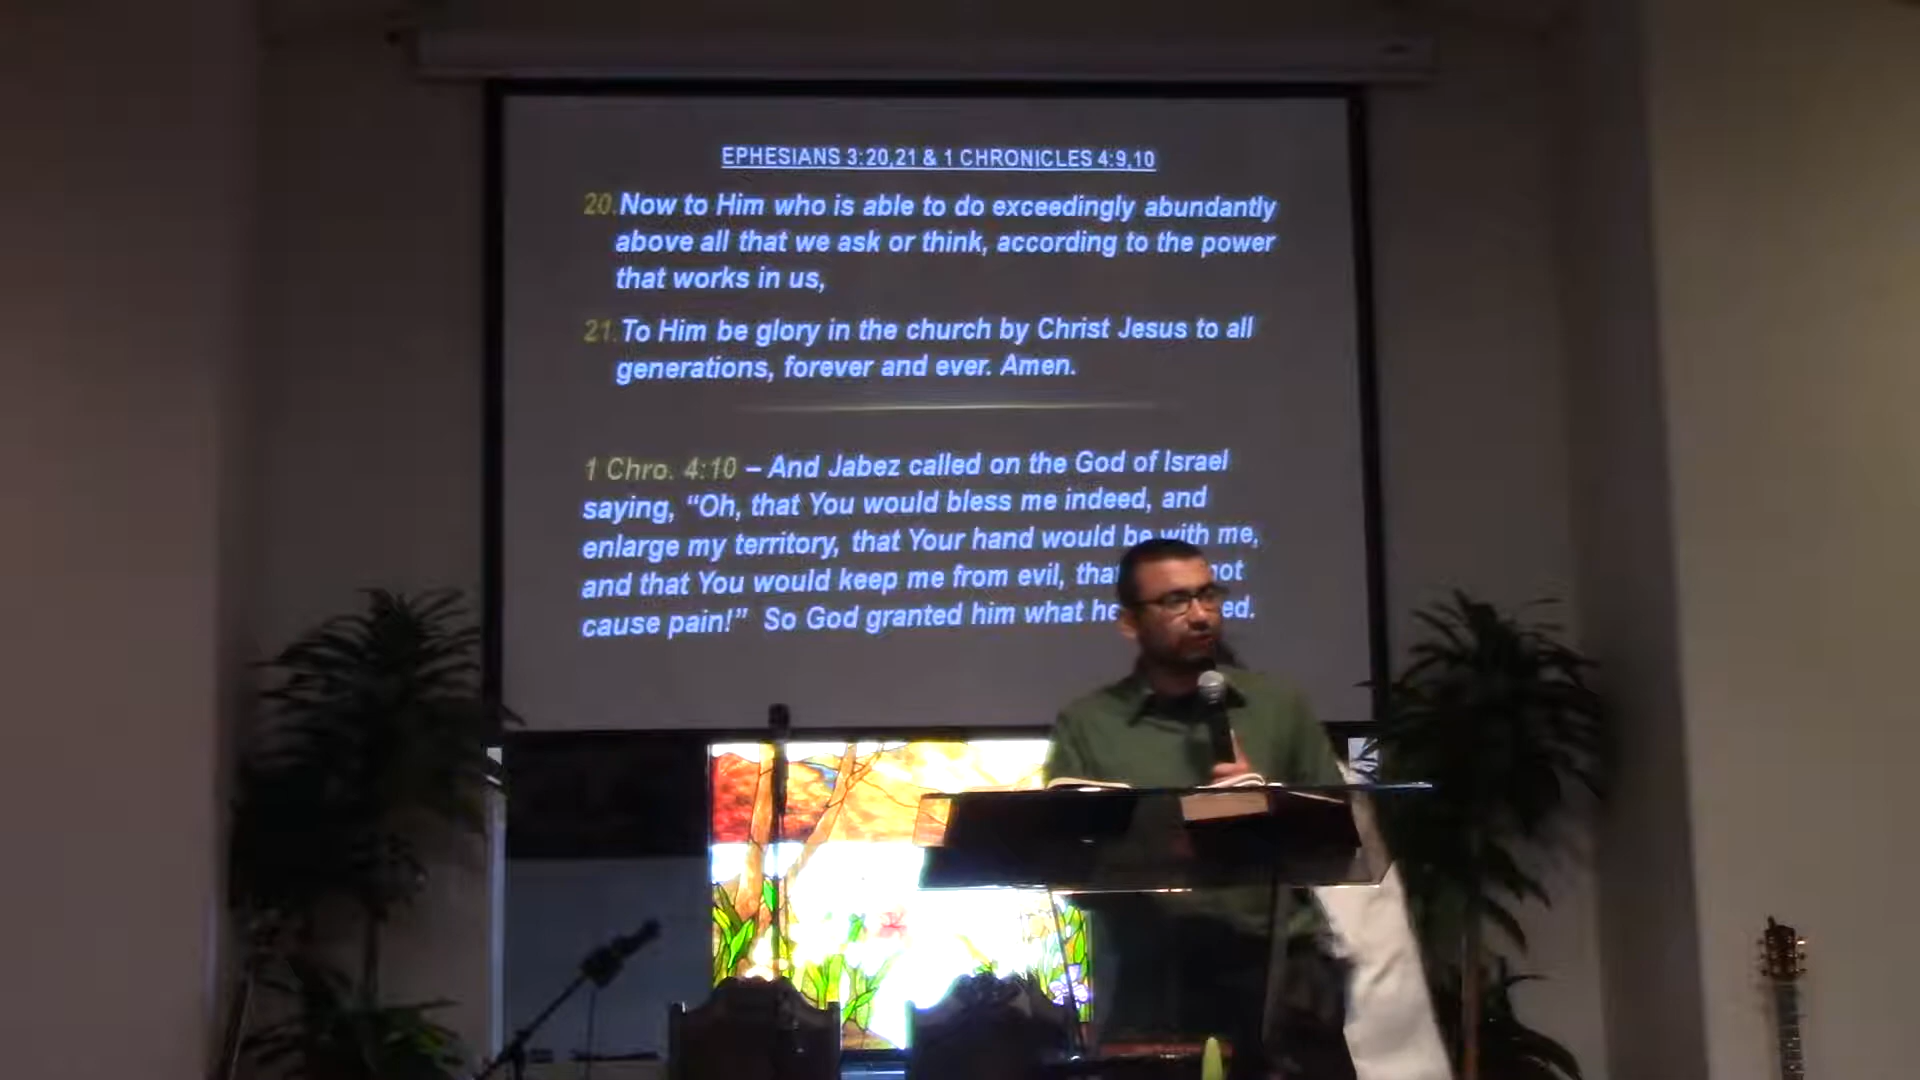 EPHESIANS 3:20,21 & 1 CHRONICLES 4:9,10
20. Now to Him who is able to do exceedingly abundantly
above all that we ask or think, according to the power
that works in us,
21. To Him be glory in the church by Christ Jesus to all
generations, forever and ever. Amen.
1 Chro. 4:10 – And Jabez called on the God of Israel
saying, “Oh, that You would bless me indeed, and
enlarge my territory, that Your hand would be with me,
and that You would keep me from evil, not
cause pain!” So God granted him what he